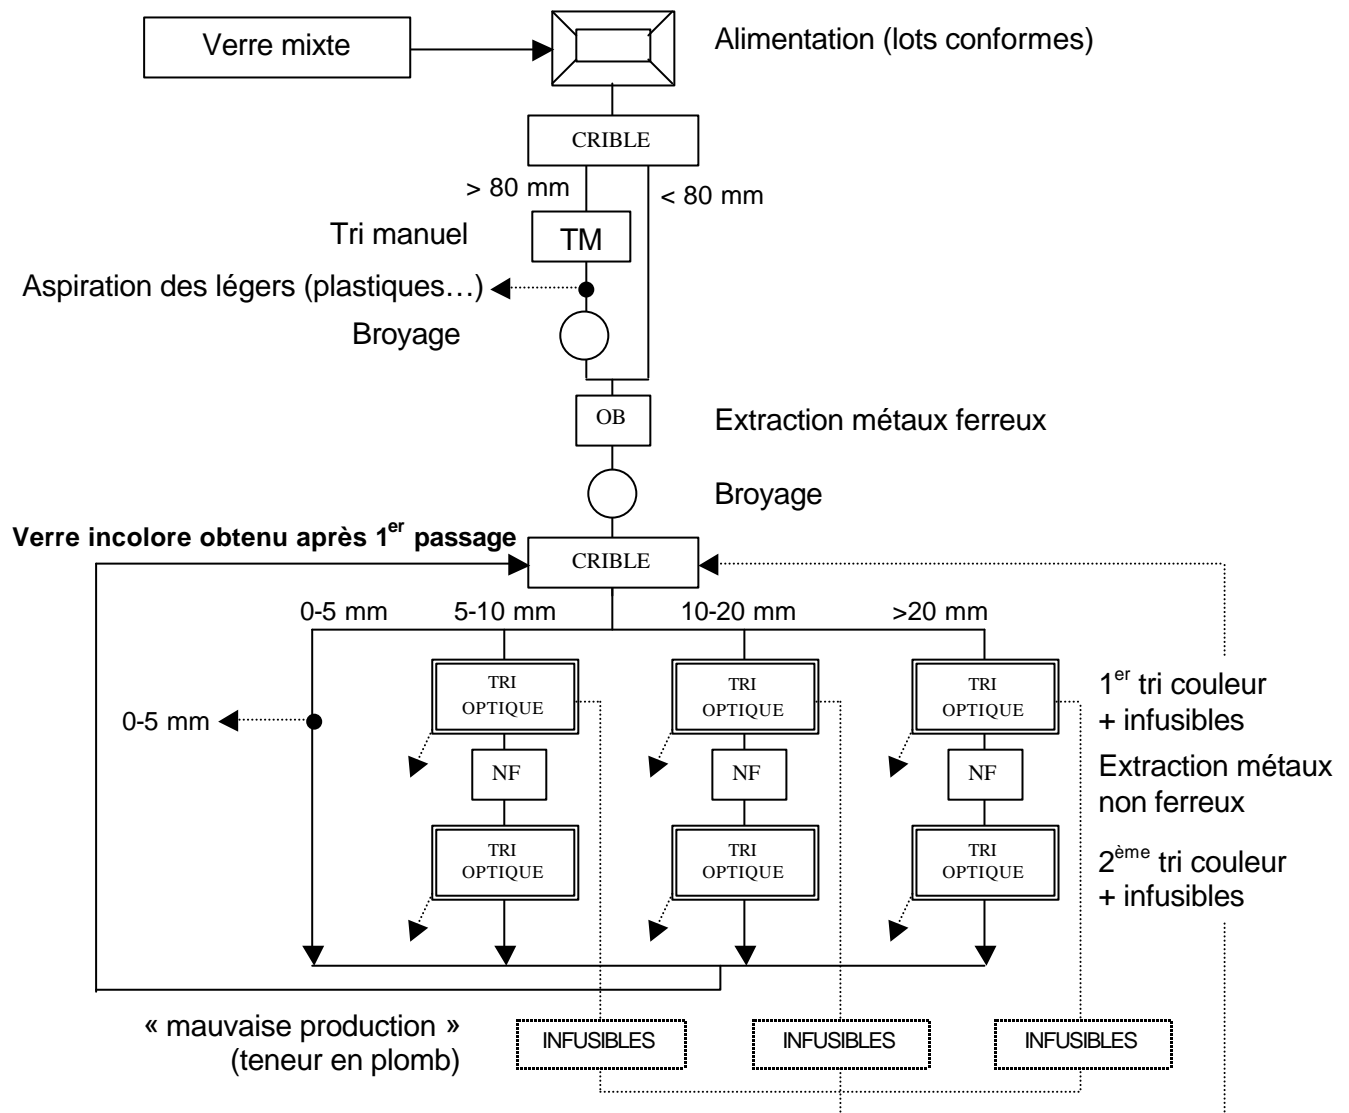 Verre mixte
Alimentation (lots conformes)
CRIBLE
> 80 mm
< 80 mm
Tri manuel
TM
Aspiration des légers (plastiques…)
Broyage
OB
Extraction métaux ferreux
Broyage
Verre incolore obtenu après 1er passage
CRIBLE
0-5 mm
5-10 mm
10-20 mm
>20 mm
TRI
OPTIQUE
TRI
OPTIQUE
TRI
OPTIQUE
1er tri couleur
+ infusibles
0-5 mm
NF
NF
NF
Extraction métaux
non ferreux
TRI
OPTIQUE
TRI
OPTIQUE
TRI
OPTIQUE
2ème tri couleur
+ infusibles
« mauvaise production »
(teneur en plomb)
INFUSIBLES
INFUSIBLES
INFUSIBLES